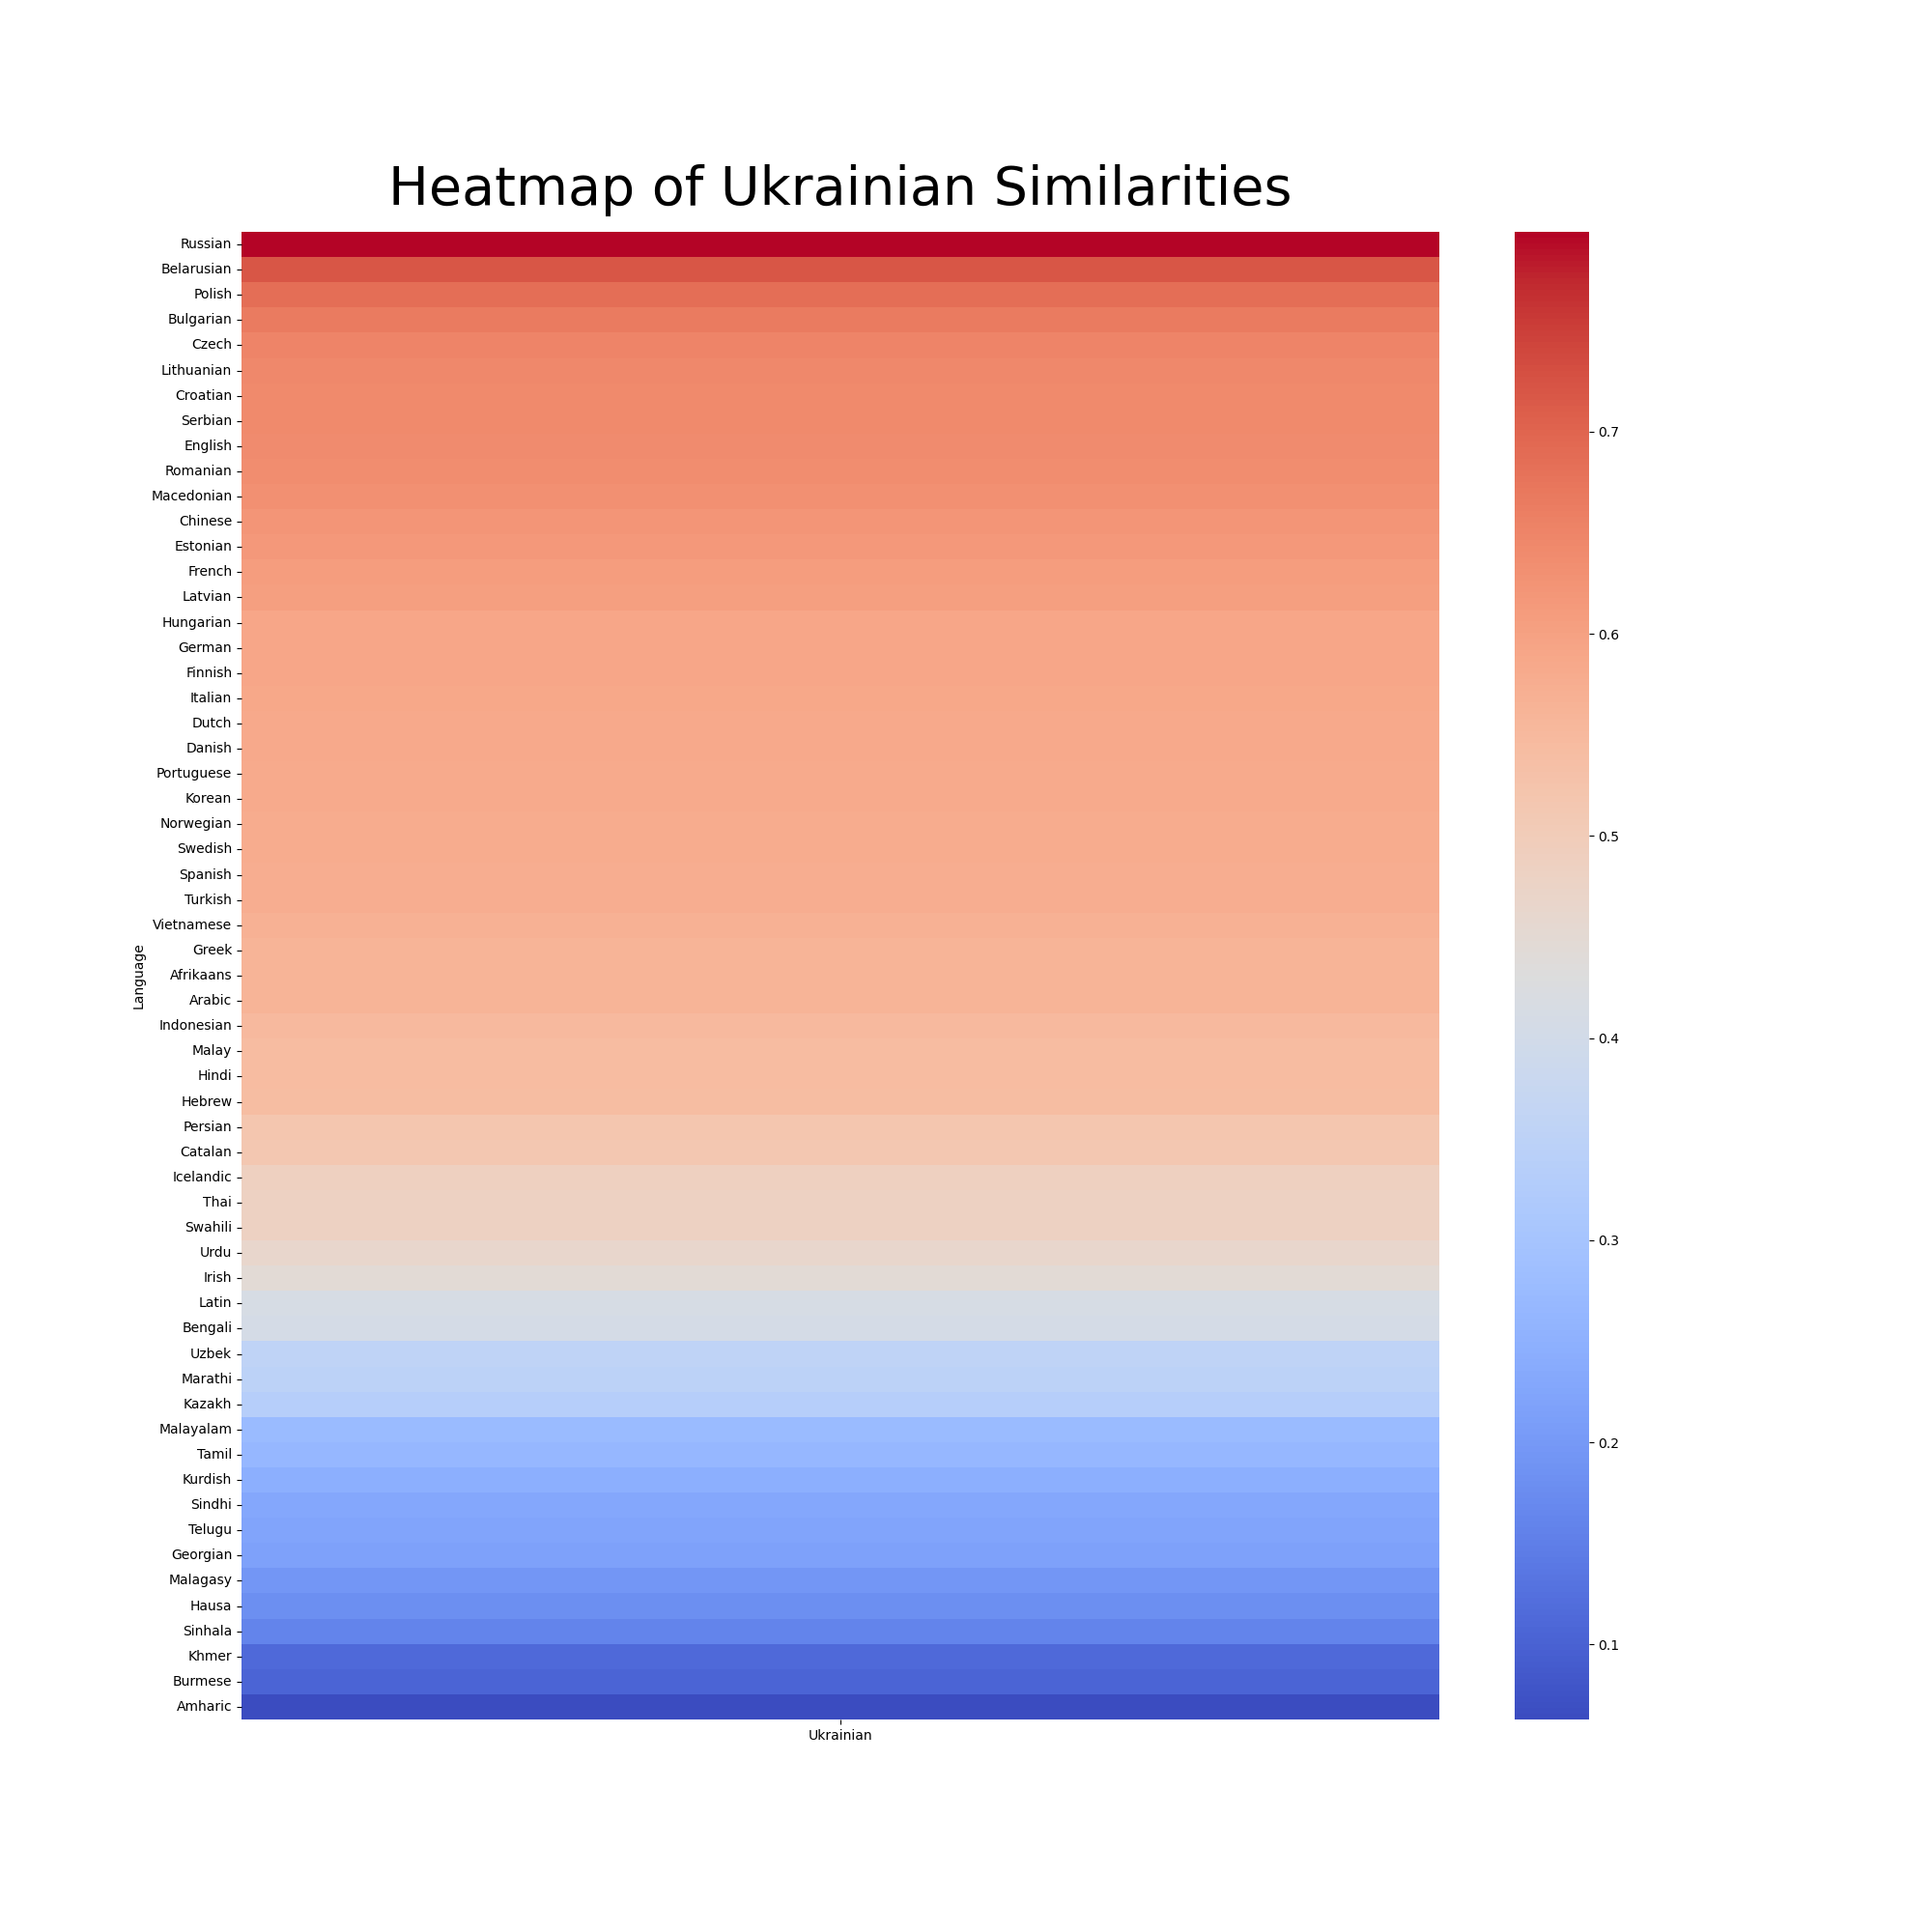 Heatmap of Ukrainian Similarities
Russian
Belarusian
Polish
Bulgarian
Czech
Lithuanian
Croatian
Serbian
English
Romanian
Macedonian
Chinese
Estonian
French
Latvian
Hungarian
German
Finnish
Italian
Dutch
Danish
Portuguese
Korean
Norwegian
Swedish
Spanish
Turkish
Vietnamese
Greek
Afrikaans
Arabic
Indonesian
Malay
Hindi
Hebrew
Persian
Catalan
Icelandic
Thai
Swahili
Urdu
Irish
Latin
Bengali
Uzbek
Marathi
Kazakh
Malayalam
Tamil
Kurdish
Sindhi
Telugu
Georgian
Malagasy
Hausa
Sinhala
Khmer
Burmese
Amharic
Language
Ukrainian
0.7
0.6
0.5
0.4
0.3
0.2
0.1